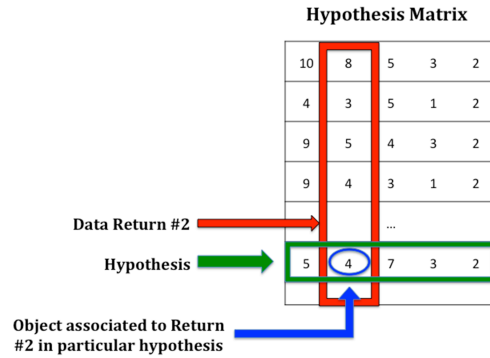 Hypothesis Matrix
10 8 5 3 2
4 3 5 1 2
9 5 4 3 2
9 4 3 1 2
Data Return #2
...
Hypothesis
5 4 7 3 2
Object associated to Return
#2 in particular hypothesis